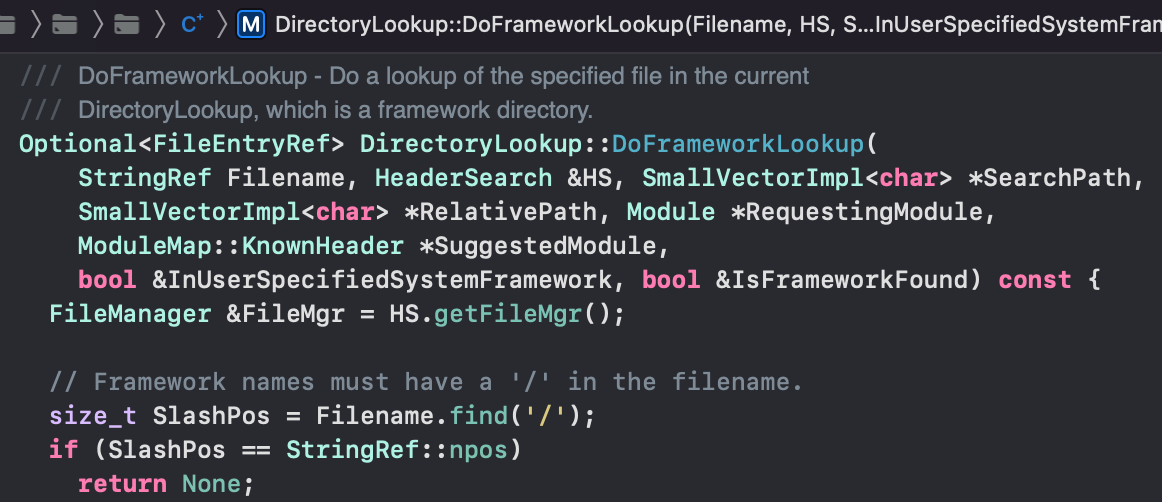 C+ M DirectoryLookup::DoFrameworkLookup(Filename, HS, S...InUserSpecifiedSystemFram
/// DoFrameworkLookup - Do a lookup of the specified file in the current
/// DirectoryLookup, which is a framework directory.
Optional<FileEntryRef> DirectoryLookup::DoFrameworkLookup(
    StringRef Filename, HeaderSearch &HS, SmallVectorImpl<char> *SearchPath,
    SmallVectorImpl<char> *RelativePath, Module *RequestingModule,
    ModuleMap::KnownHeader *SuggestedModule,
    bool &InUserSpecifiedSystemFramework, bool &IsFrameworkFound) const {
  FileManager &FileMgr = HS.getFileMgr();
  // Framework names must have a '/' in the filename.
  size_t SlashPos = Filename.find('/');
  if (SlashPos == StringRef::npos)
    return None;